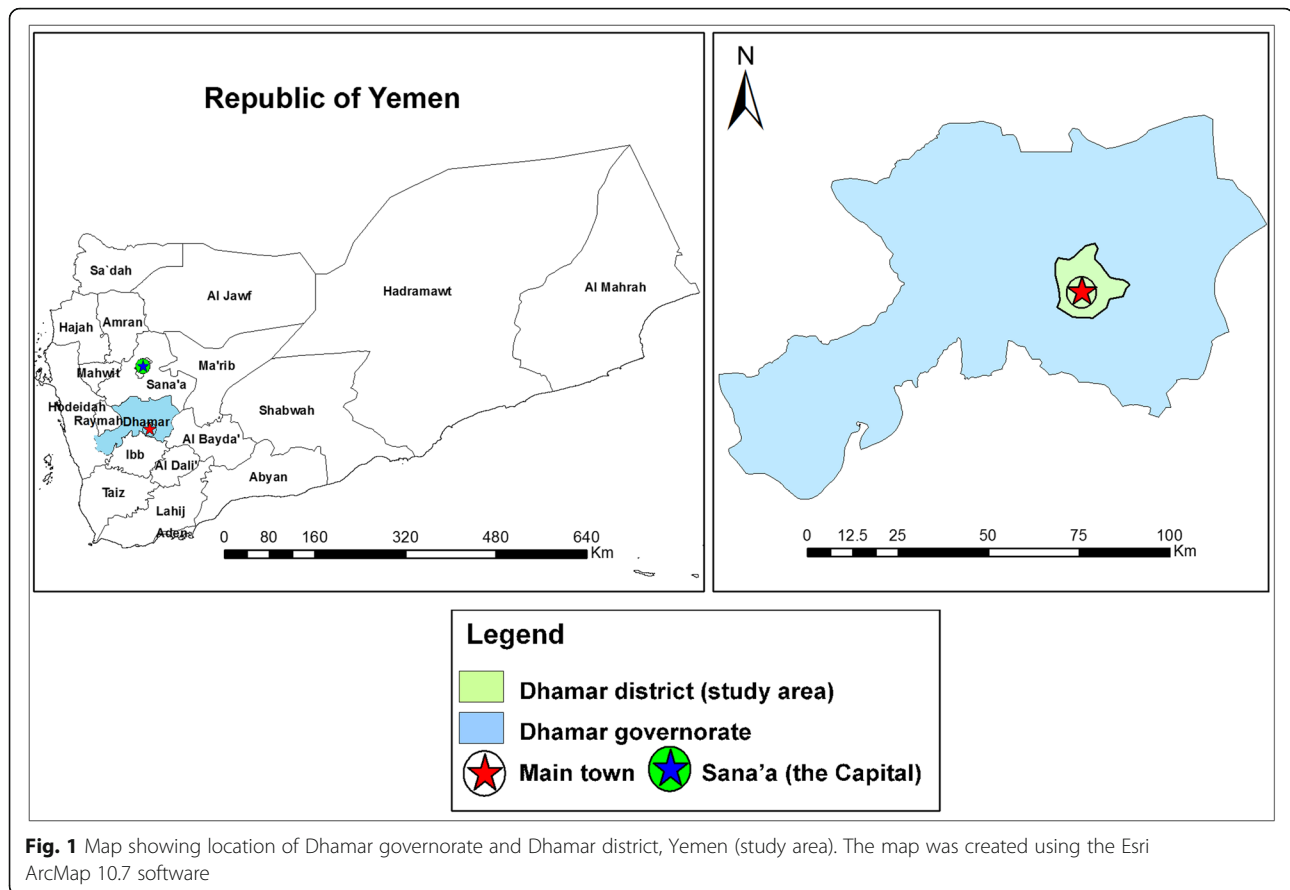 Republic of Yemen
Sa`dah
Al Jawf
Hadramawt
Al Mahrah
Hajah
Amran
Mahwit
Sana'a
Ma'rib
Shabwah
Hodeidah
Raymah
Dhamar
Al Bayda'
Ibb
Al Dali'
Abyan
Taiz
Lahij
Aden
0 80 160 320 480 640
Km
N
0 12.5 25 50 75 100
Km
Legend
Dhamar district (study area)
Dhamar governorate
Main town Sana’a (the Capital)
Fig. 1 Map showing location of Dhamar governorate and Dhamar district, Yemen (study area). The map was created using the Esri
ArcMap 10.7 software